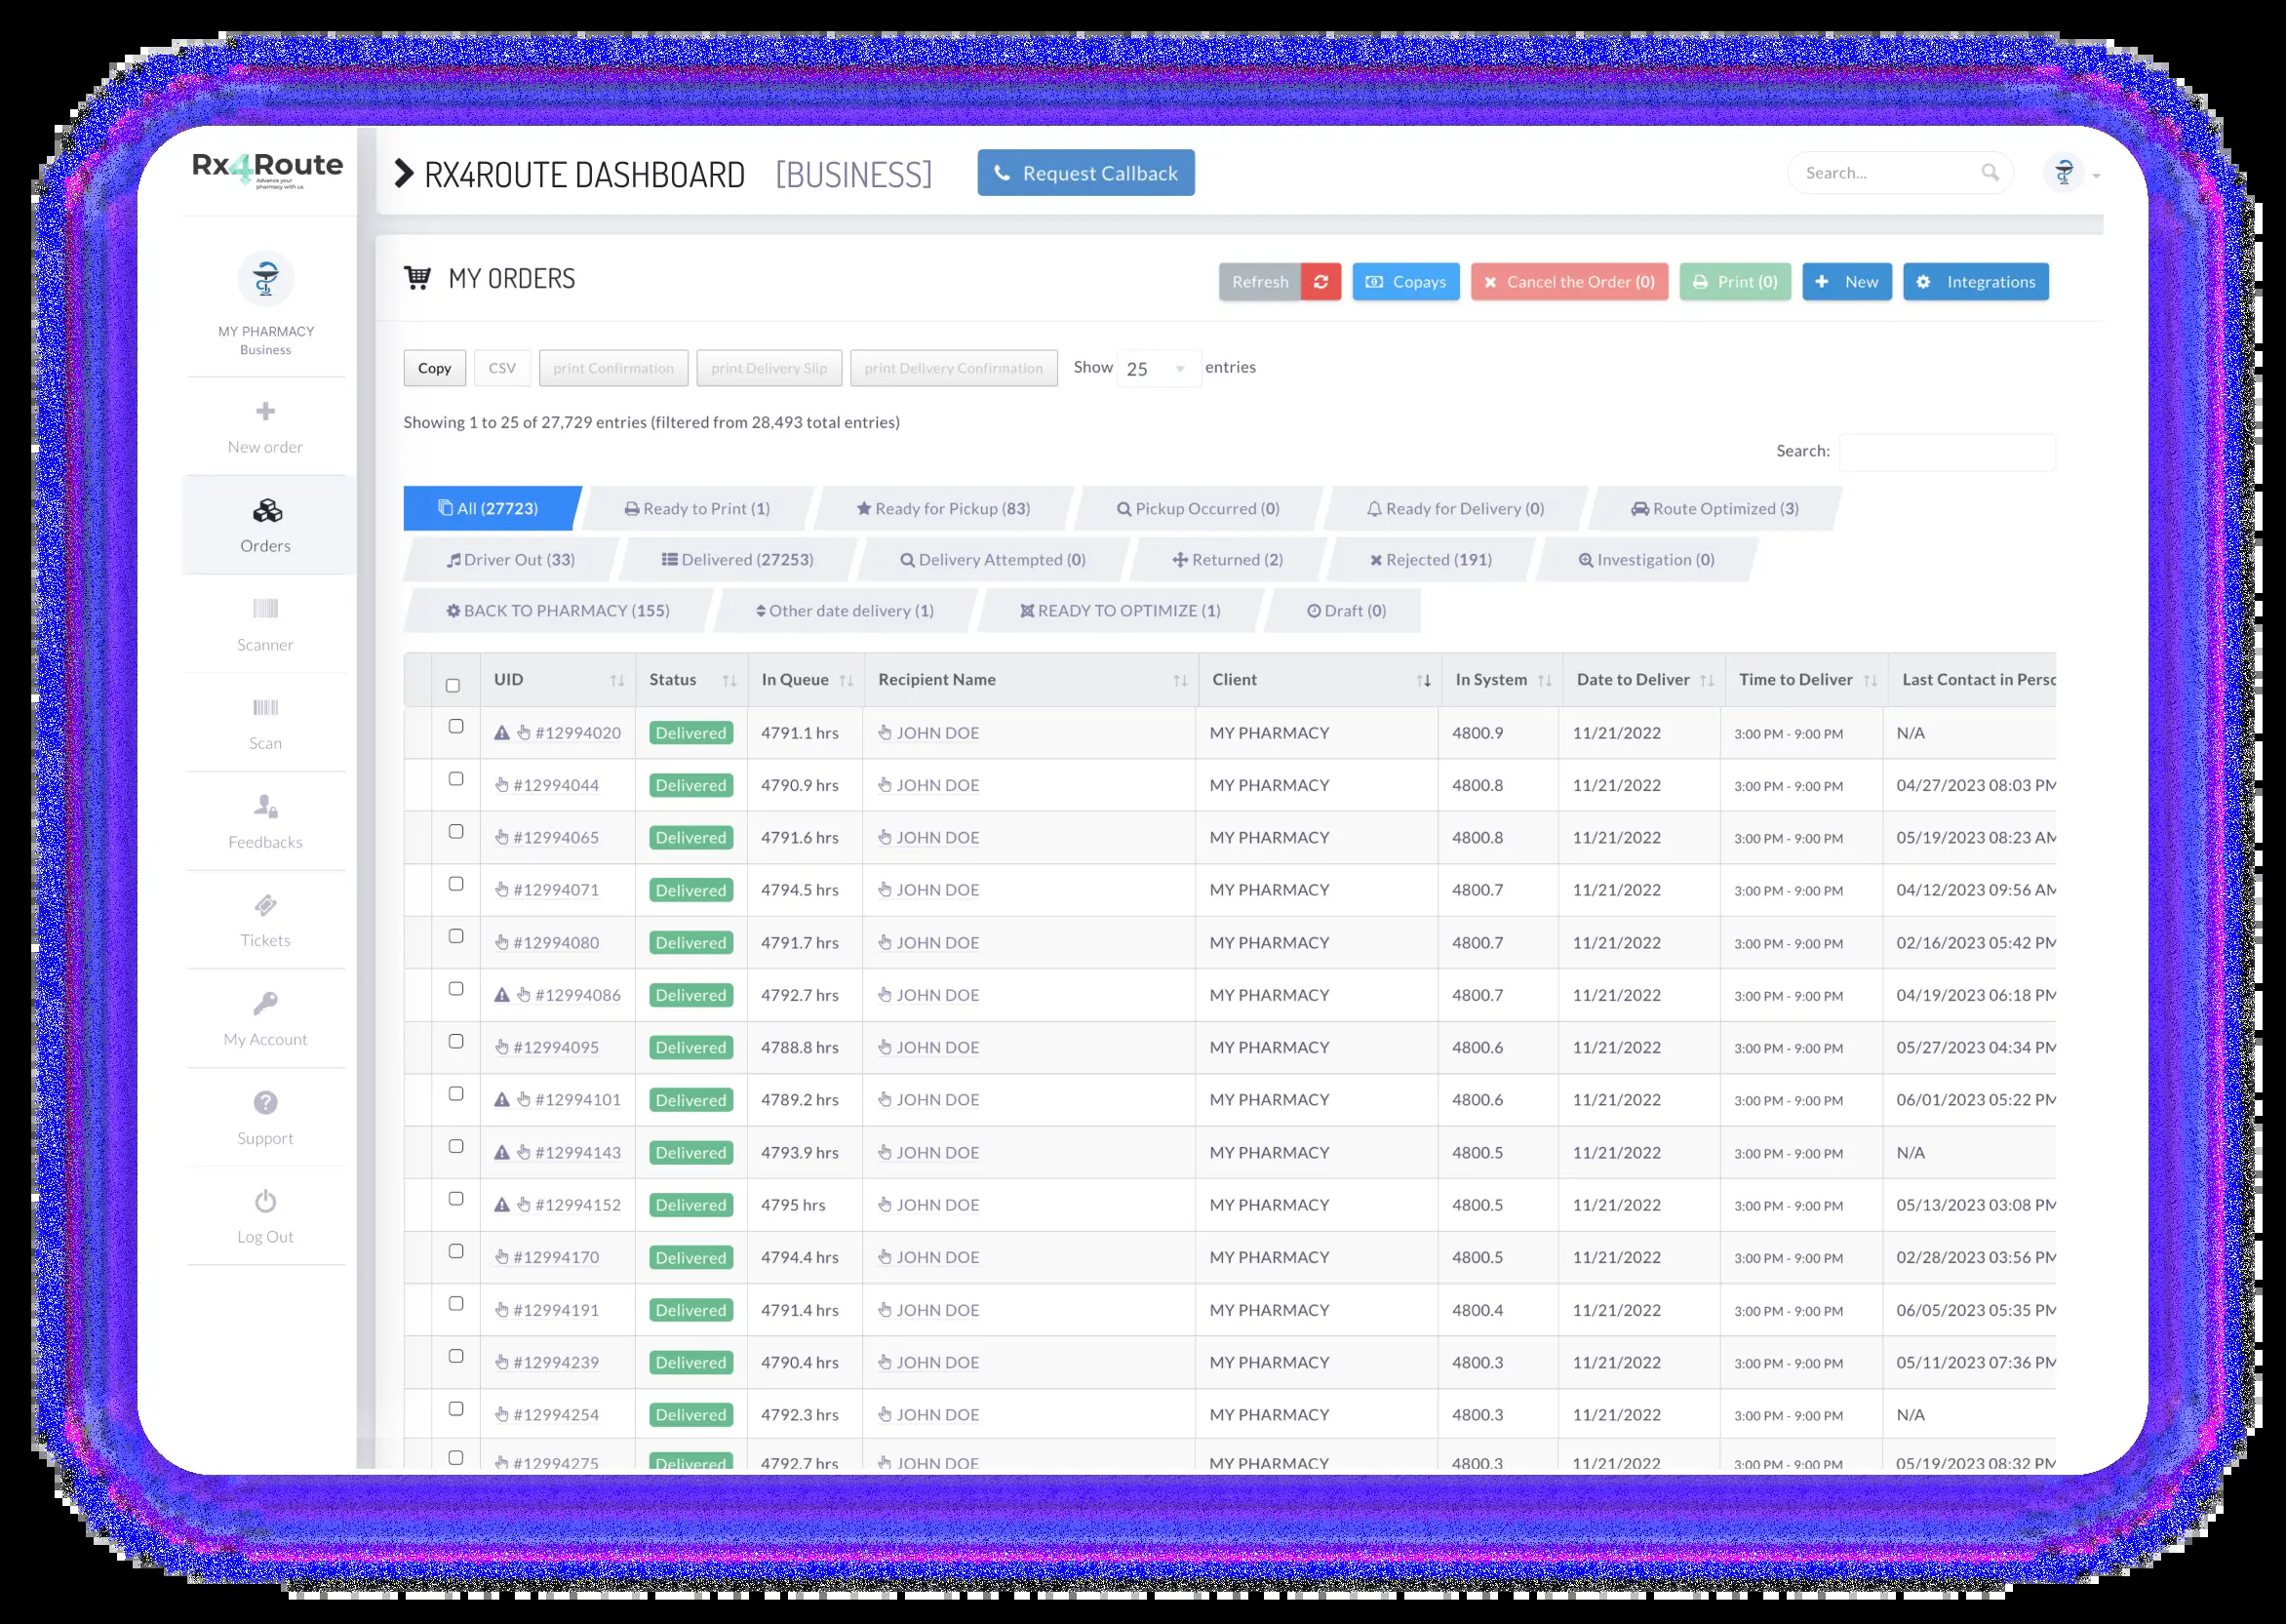 Rx4Route
Advance your
pharmacy with us
RX4ROUTE DASHBOARD [BUSINESS] Request Callback Search...
MY PHARMACY
Business
New order
Orders
Scanner
Scan
Feedbacks
Tickets
My Account
Support
Log Out
MY ORDERS Refresh Copays Cancel the Order (0) Print (0) New Integrations
Copy CSV print Confirmation print Delivery Slip print Delivery Confirmation Show 25 entries
Showing 1 to 25 of 27,729 entries (filtered from 28,493 total entries)
Search:
All (27723) Ready to Print (1) Ready for Pickup (83) Pickup Occurred (0) Ready for Delivery (0) Route Optimized (3)
Driver Out (33) Delivered (27253) Delivery Attempted (0) Returned (2) Rejected (191) Investigation (0)
BACK TO PHARMACY (155) Other date delivery (1) READY TO OPTIMIZE (1) Draft (0)
UID Status In Queue Recipient Name Client In System Date to Deliver Time to Deliver Last Contact in Perso
#12994020 Delivered 4791.1 hrs JOHN DOE MY PHARMACY 4800.9 11/21/2022 3:00 PM - 9:00 PM N/A
#12994044 Delivered 4790.9 hrs JOHN DOE MY PHARMACY 4800.8 11/21/2022 3:00 PM - 9:00 PM 04/27/2023 08:03 PM
#12994065 Delivered 4791.6 hrs JOHN DOE MY PHARMACY 4800.8 11/21/2022 3:00 PM - 9:00 PM 05/19/2023 08:23 AM
#12994071 Delivered 4794.5 hrs JOHN DOE MY PHARMACY 4800.7 11/21/2022 3:00 PM - 9:00 PM 04/12/2023 09:56 AM
#12994080 Delivered 4791.7 hrs JOHN DOE MY PHARMACY 4800.7 11/21/2022 3:00 PM - 9:00 PM 02/16/2023 05:42 PM
#12994086 Delivered 4792.7 hrs JOHN DOE MY PHARMACY 4800.7 11/21/2022 3:00 PM - 9:00 PM 04/19/2023 06:18 PM
#12994095 Delivered 4788.8 hrs JOHN DOE MY PHARMACY 4800.6 11/21/2022 3:00 PM - 9:00 PM 05/27/2023 04:34 PM
#12994101 Delivered 4789.2 hrs JOHN DOE MY PHARMACY 4800.6 11/21/2022 3:00 PM - 9:00 PM 06/01/2023 05:22 PM
#12994143 Delivered 4793.9 hrs JOHN DOE MY PHARMACY 4800.5 11/21/2022 3:00 PM - 9:00 PM N/A
#12994152 Delivered 4795 hrs JOHN DOE MY PHARMACY 4800.5 11/21/2022 3:00 PM - 9:00 PM 05/13/2023 03:08 PM
#12994170 Delivered 4794.4 hrs JOHN DOE MY PHARMACY 4800.5 11/21/2022 3:00 PM - 9:00 PM 02/28/2023 03:56 PM
#12994191 Delivered 4791.4 hrs JOHN DOE MY PHARMACY 4800.4 11/21/2022 3:00 PM - 9:00 PM 06/05/2023 05:35 PM
#12994239 Delivered 4790.4 hrs JOHN DOE MY PHARMACY 4800.3 11/21/2022 3:00 PM - 9:00 PM 05/11/2023 07:36 PM
#12994254 Delivered 4792.3 hrs JOHN DOE MY PHARMACY 4800.3 11/21/2022 3:00 PM - 9:00 PM N/A
#12994275 Delivered 4792.7 hrs JOHN DOE MY PHARMACY 4800.3 11/21/2022 3:00 PM - 9:00 PM 05/19/2023 08:32 PM